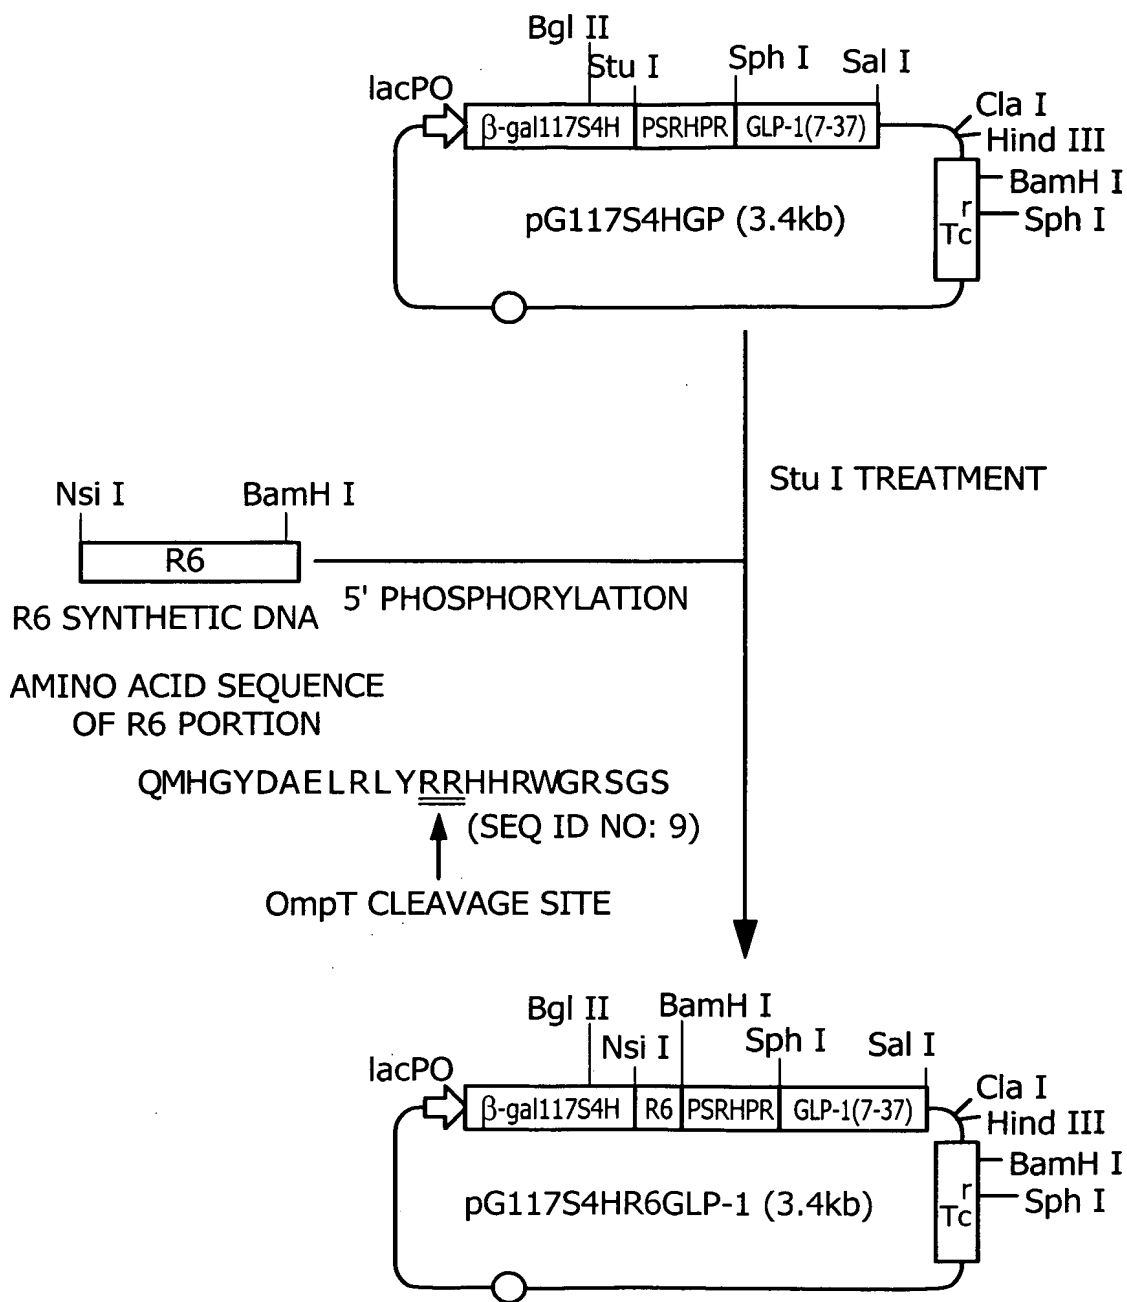 Bgl II
Stu I
Sph I
Sal I
lacPO
Cla I
β-gal117S4H
PSRHPR
GLP-1(7-37)
Hind III
BamH I
Tcr
Sph I
pG117S4HGP (3.4kb)
Stu I TREATMENT
Nsi I
BamH I
R6
5' PHOSPHORYLATION
R6 SYNTHETIC DNA
AMINO ACID SEQUENCE
OF R6 PORTION
QMHGYDAELRLYRRHHRWGRSGS
(SEQ ID NO: 9)
OmpT CLEAVAGE SITE
Bgl II
BamH I
Nsi I
Sph I
Sal I
lacPO
Cla I
β-gal117S4H
R6
PSRHPR
GLP-1(7-37)
Hind III
BamH I
Tcr
Sph I
pG117S4HR6GLP-1 (3.4kb)